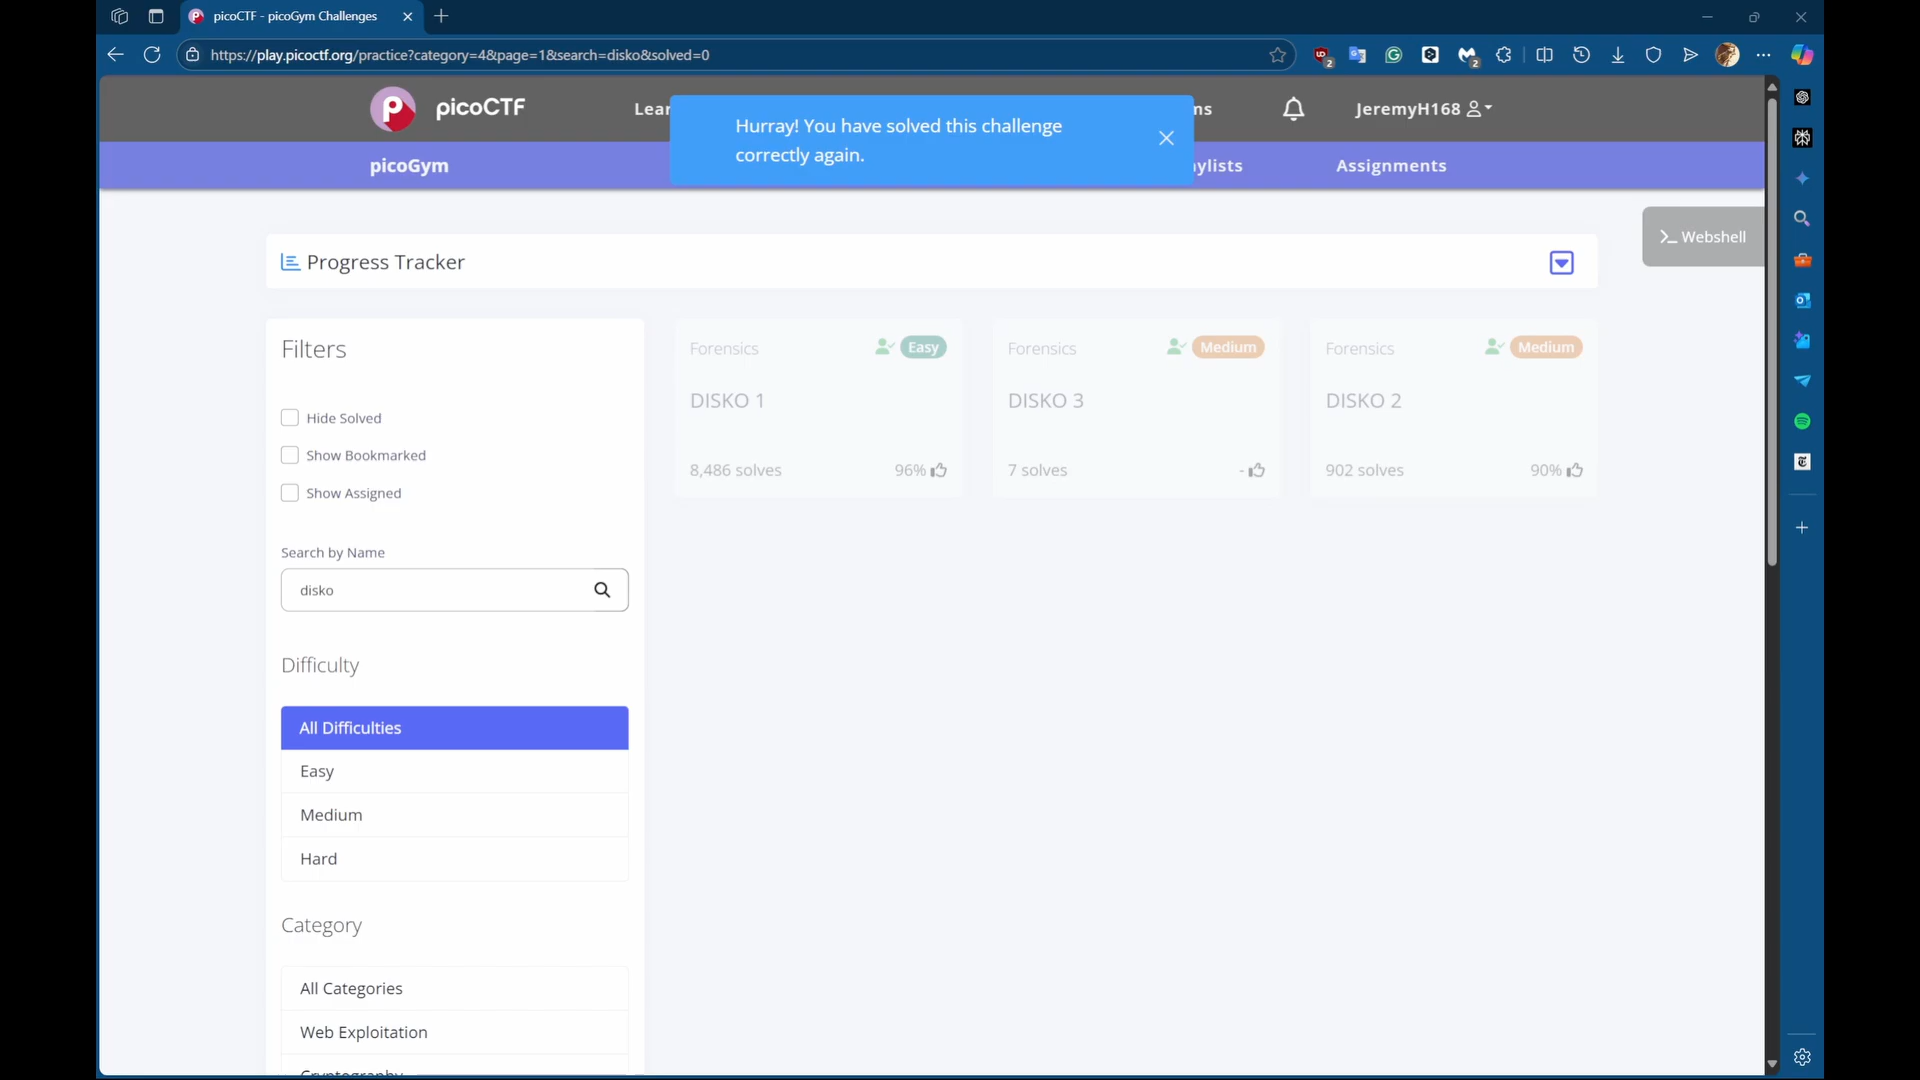 picoCTF - picoGym Challenges
https://play.picoctf.org/practice?category=4&page=1&search=disko&solved=0
2
2
picoCTF
Lear
ms
JeremyH168
Hurray! You have solved this challenge
correctly again.
picoGym
ylists
Assignments
>_ Webshell
Progress Tracker
Filters
Hide Solved
Show Bookmarked
Show Assigned
Search by Name
disko
Difficulty
All Difficulties
Easy
Medium
Hard
Category
All Categories
Web Exploitation
Cryptography
Forensics
Easy
DISKO 1
8,486 solves
96%
Forensics
Medium
DISKO 3
7 solves
-
Forensics
Medium
DISKO 2
902 solves
90%